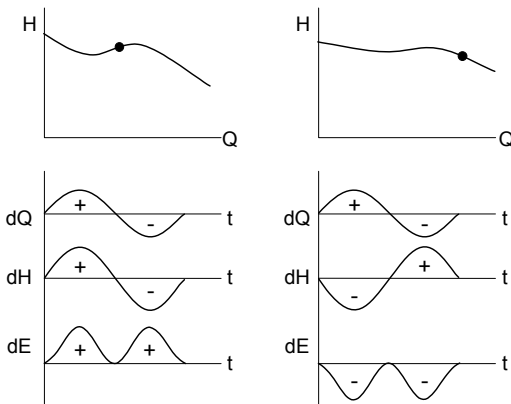 H
Q
H
Q
dQ + - t
dH + - t
dE + + t
dQ + - t
dH - + t
dE - - t